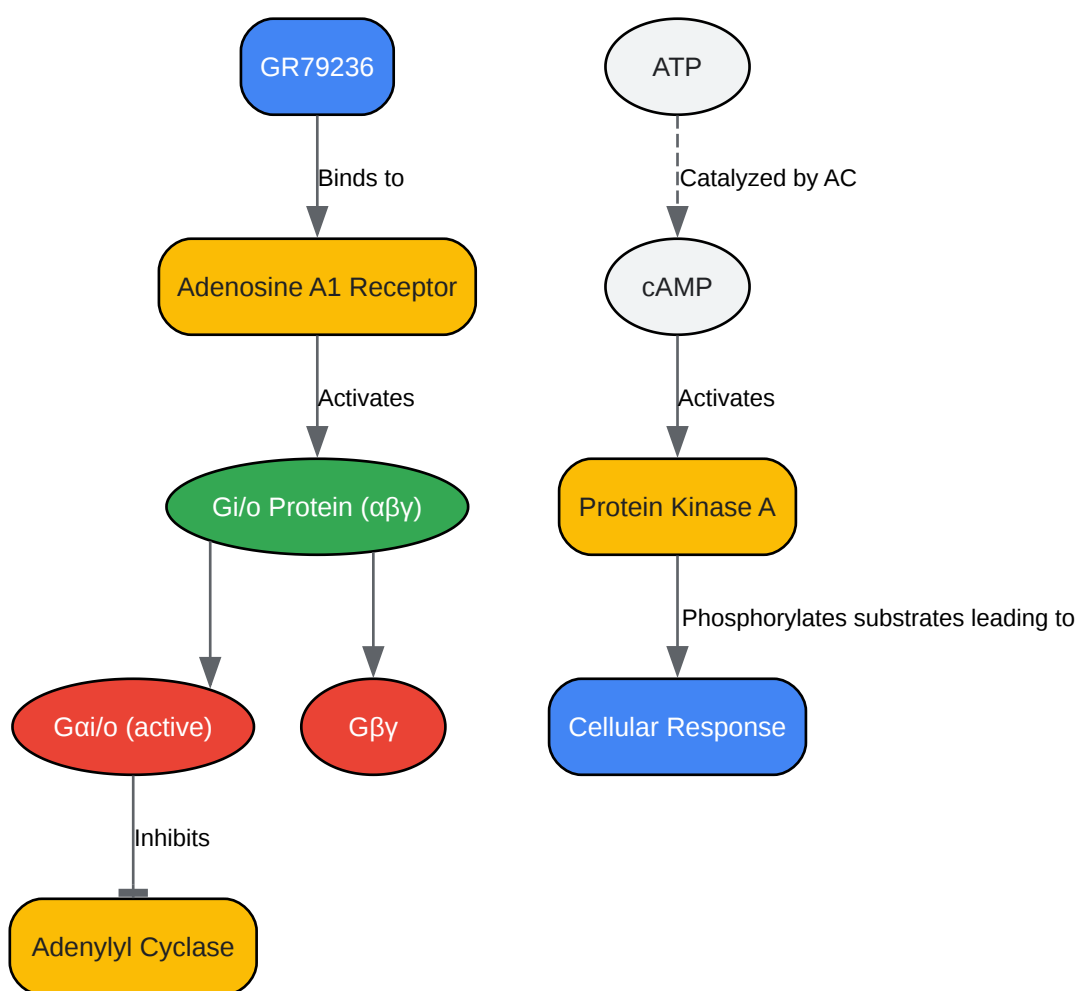 GR79236
ATP
Binds to
Catalyzed by AC
Adenosine A1 Receptor
cAMP
Activates
Activates
Gi/o Protein (αβγ)
Protein Kinase A
Phosphorylates substrates leading to
Gαi/o (active)
Gβγ
Cellular Response
Inhibits
Adenylyl Cyclase